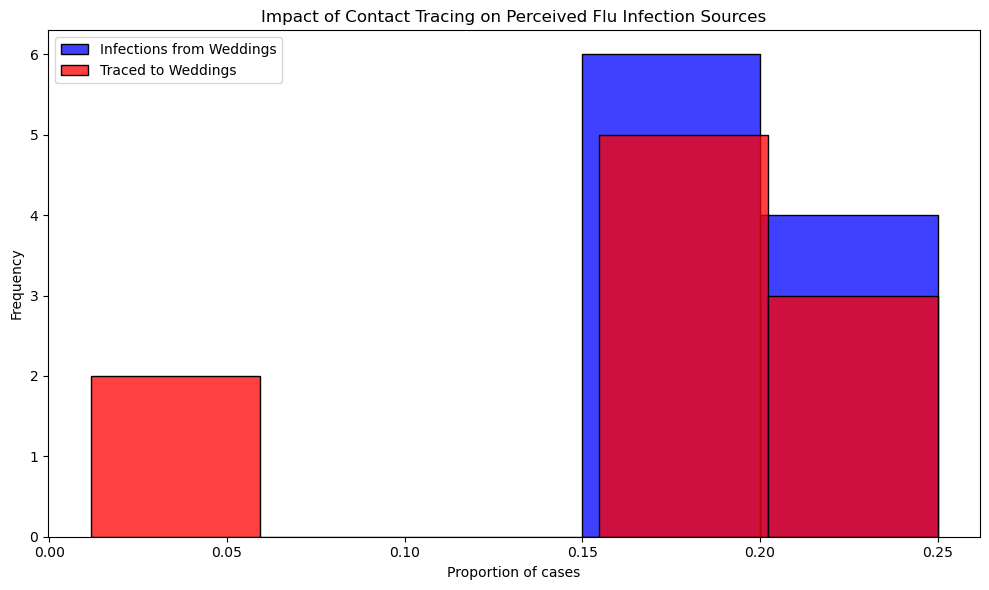 Impact of Contact Tracing on Perceived Flu Infection Sources
Infections from Weddings
Traced to Weddings
6
5
4
3
2
1
0
Frequency
0.00 0.05 0.10 0.15 0.20 0.25
Proportion of cases